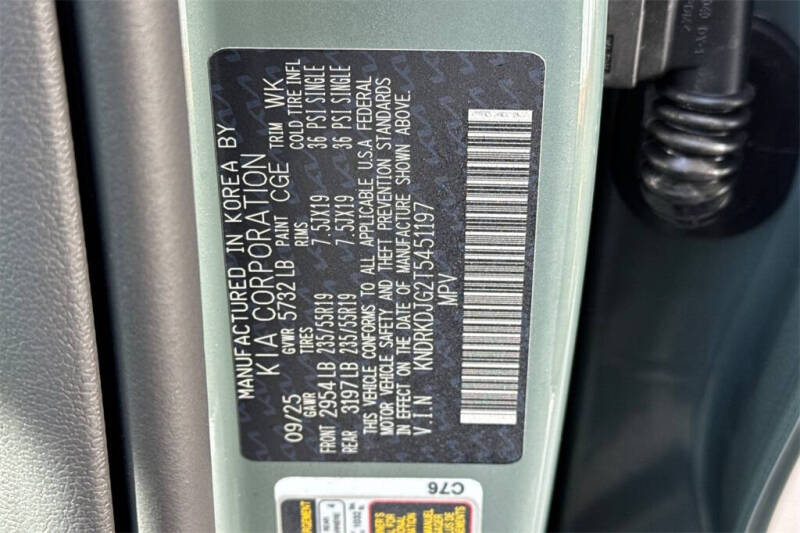 MANUFACTURED IN KOREA BY
KIA CORPORATION
09/25 GVWR 5732 LB PAINT CGE TRIM WK
GAWR TIRES RIMS COLD TIRE INFL
FRONT 2954 LB 235/55R19 7.5JX19 36 PSI SINGLE
REAR 3197 LB 235/55R19 7.5JX19 36 PSI SINGLE
THIS VEHICLE CONFORMS TO ALL APPLICABLE U.S.A FEDERAL
MOTOR VEHICLE SAFETY AND THEFT PREVENTION STANDARDS
IN EFFECT ON THE DATE OF MANUFACTURE SHOWN ABOVE.
V.I.N KNDRKDJG2T5451197
MPV
C76